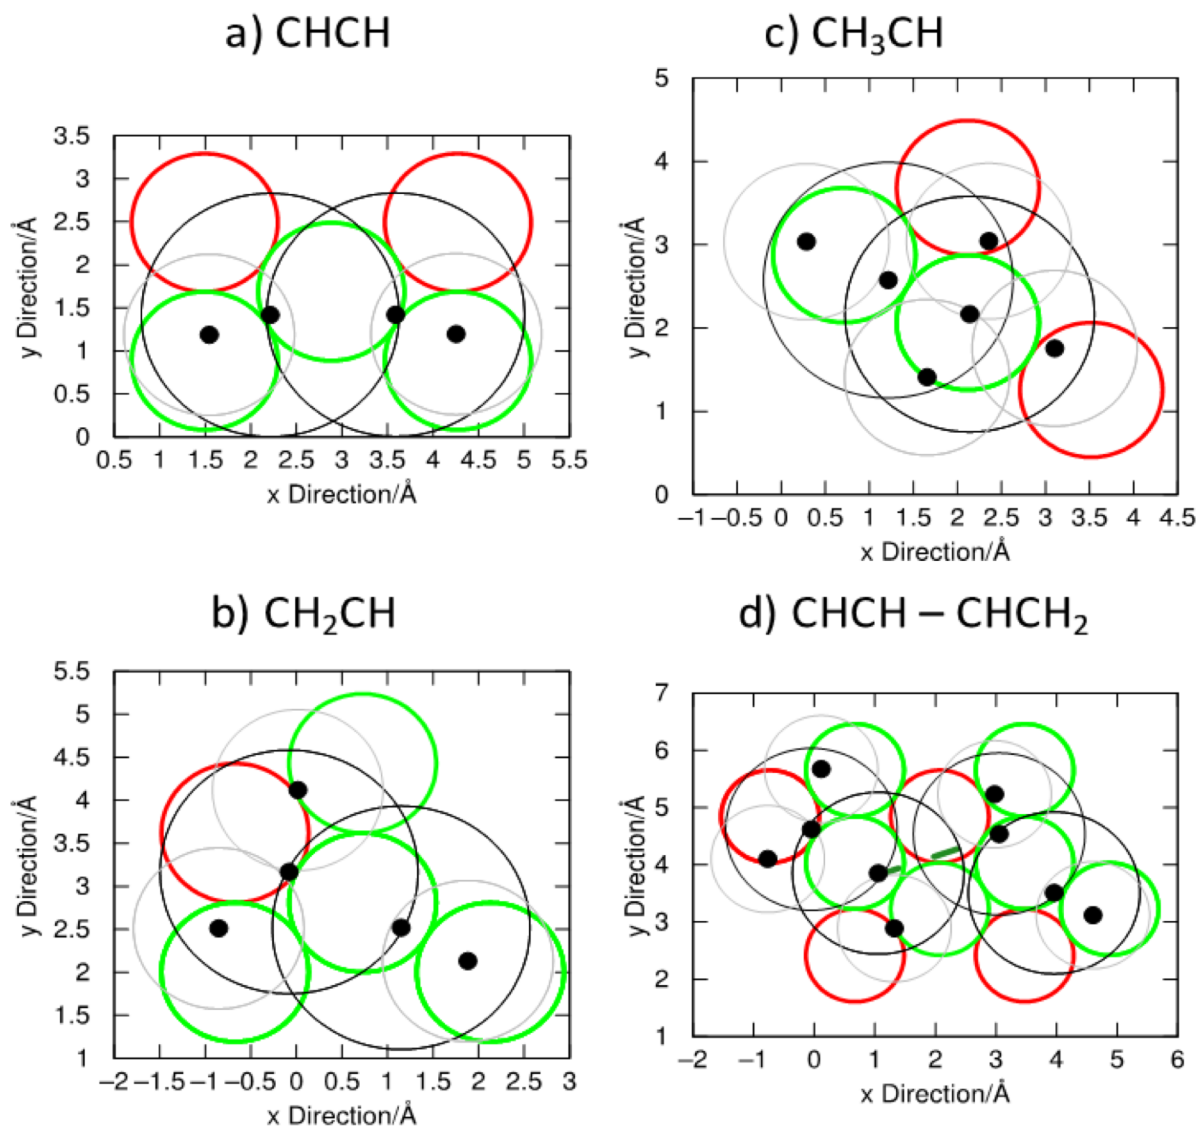 a) CHCH
3.5
3
2.5
2
1.5
1
0.5
0
y Direction/Å
0.5 1 1.5 2 2.5 3 3.5 4 4.5 5 5.5
x Direction/Å
c) CH₃CH
5
4
3
2
1
0
y Direction/Å
−1 −0.5 0 0.5 1 1.5 2 2.5 3 3.5 4 4.5
x Direction/Å
b) CH₂CH
5.5
5
4.5
4
3.5
3
2.5
2
1.5
1
y Direction/Å
−2 −1.5 −1 −0.5 0 0.5 1 1.5 2 2.5 3
x Direction/Å
d) CHCH – CHCH₂
7
6
5
4
3
2
1
y Direction/Å
−2 −1 0 1 2 3 4 5 6
x Direction/Å